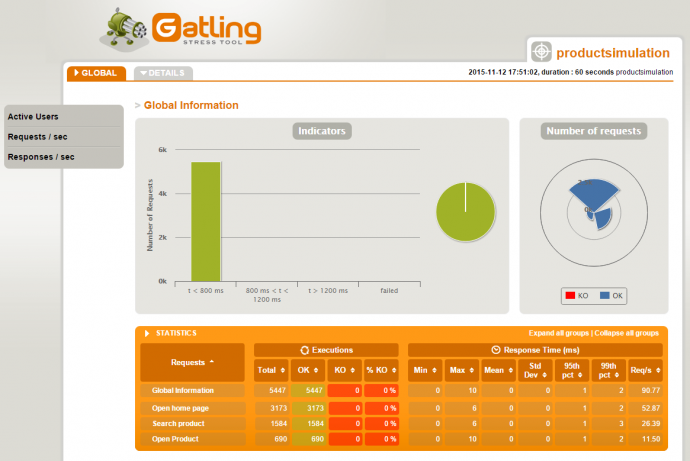 Gatling
STRESS TOOL
productsimulation
GLOBAL
DETAILS
2015-11-12 17:51:02, duration : 60 seconds productsimulation
Active Users
Requests / sec
Responses / sec
> Global Information
Indicators
Number of Requests
6k
4k
2k
0k
t < 800 ms
800 ms < t < 1200 ms
t > 1200 ms
failed
Number of requests
KO
OK
STATISTICS
Expand all groups | Collapse all groups
Requests
Executions
Response Time (ms)
Total OK KO % KO Min Max Mean Std Dev 95th pct 99th pct Req/s
Global Information 5447 5447 0 0 % 0 10 0 0 1 2 90.77
Open home page 3173 3173 0 0 % 0 6 0 0 1 2 52.87
Search product 1584 1584 0 0 % 0 6 0 0 1 3 26.39
Open Product 690 690 0 0 % 0 10 0 0 1 2 11.50